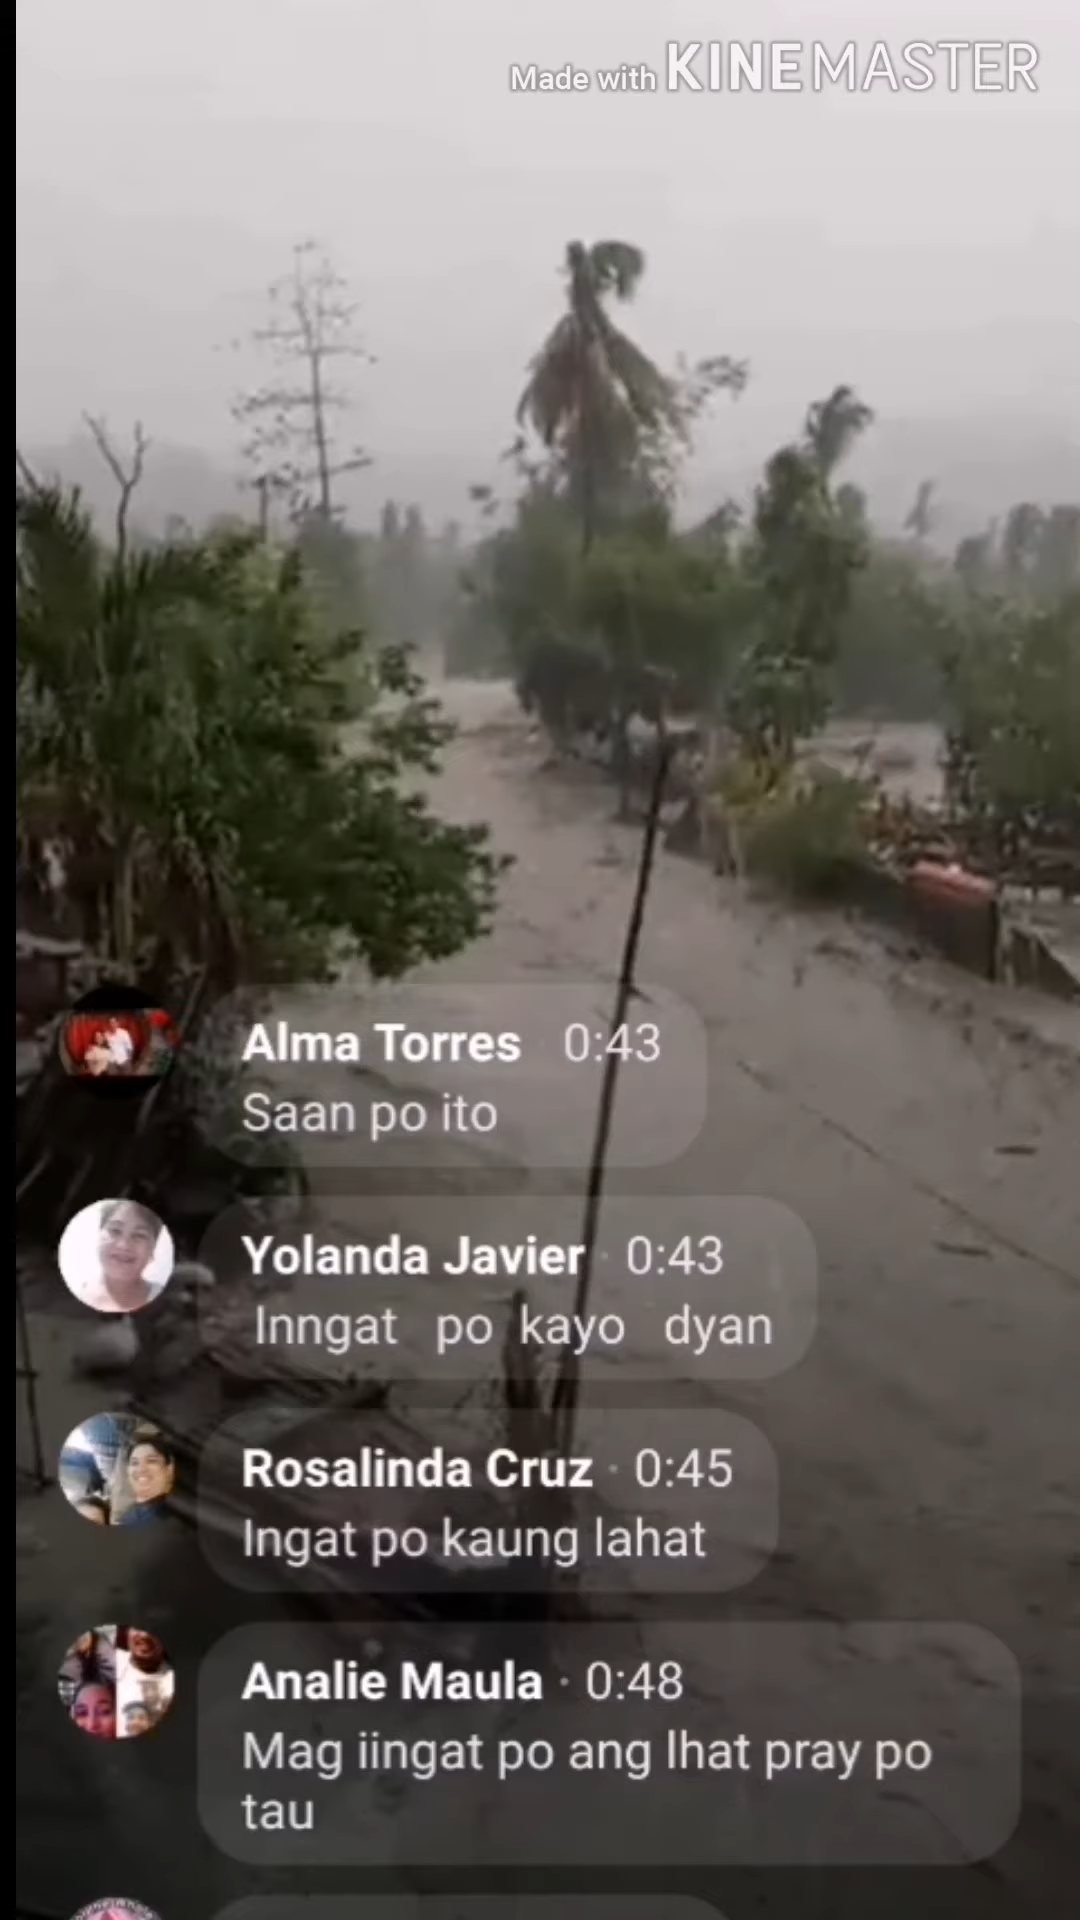 Made with KINEMASTER
Alma Torres · 0:43
Saan po ito
Yolanda Javier · 0:43
Inngat po kayo dyan
Rosalinda Cruz · 0:45
Ingat po kaung lahat
Analie Maula · 0:48
Mag iingat po ang lhat pray po
tau